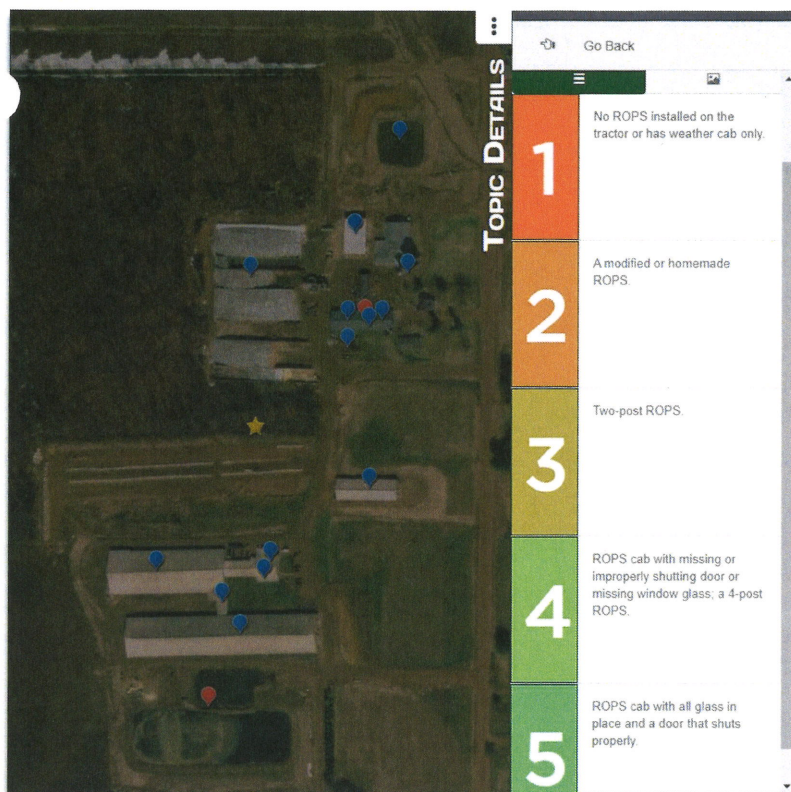 TOPIC DETAILS
Go Back
1
No ROPS installed on the
tractor or has weather cab only.
2
A modified or homemade
ROPS.
3
Two-post ROPS.
4
ROPS cab with missing or
improperly shutting door or
missing window glass; a 4-post
ROPS.
5
ROPS cab with all glass in
place and a door that shuts
properly.